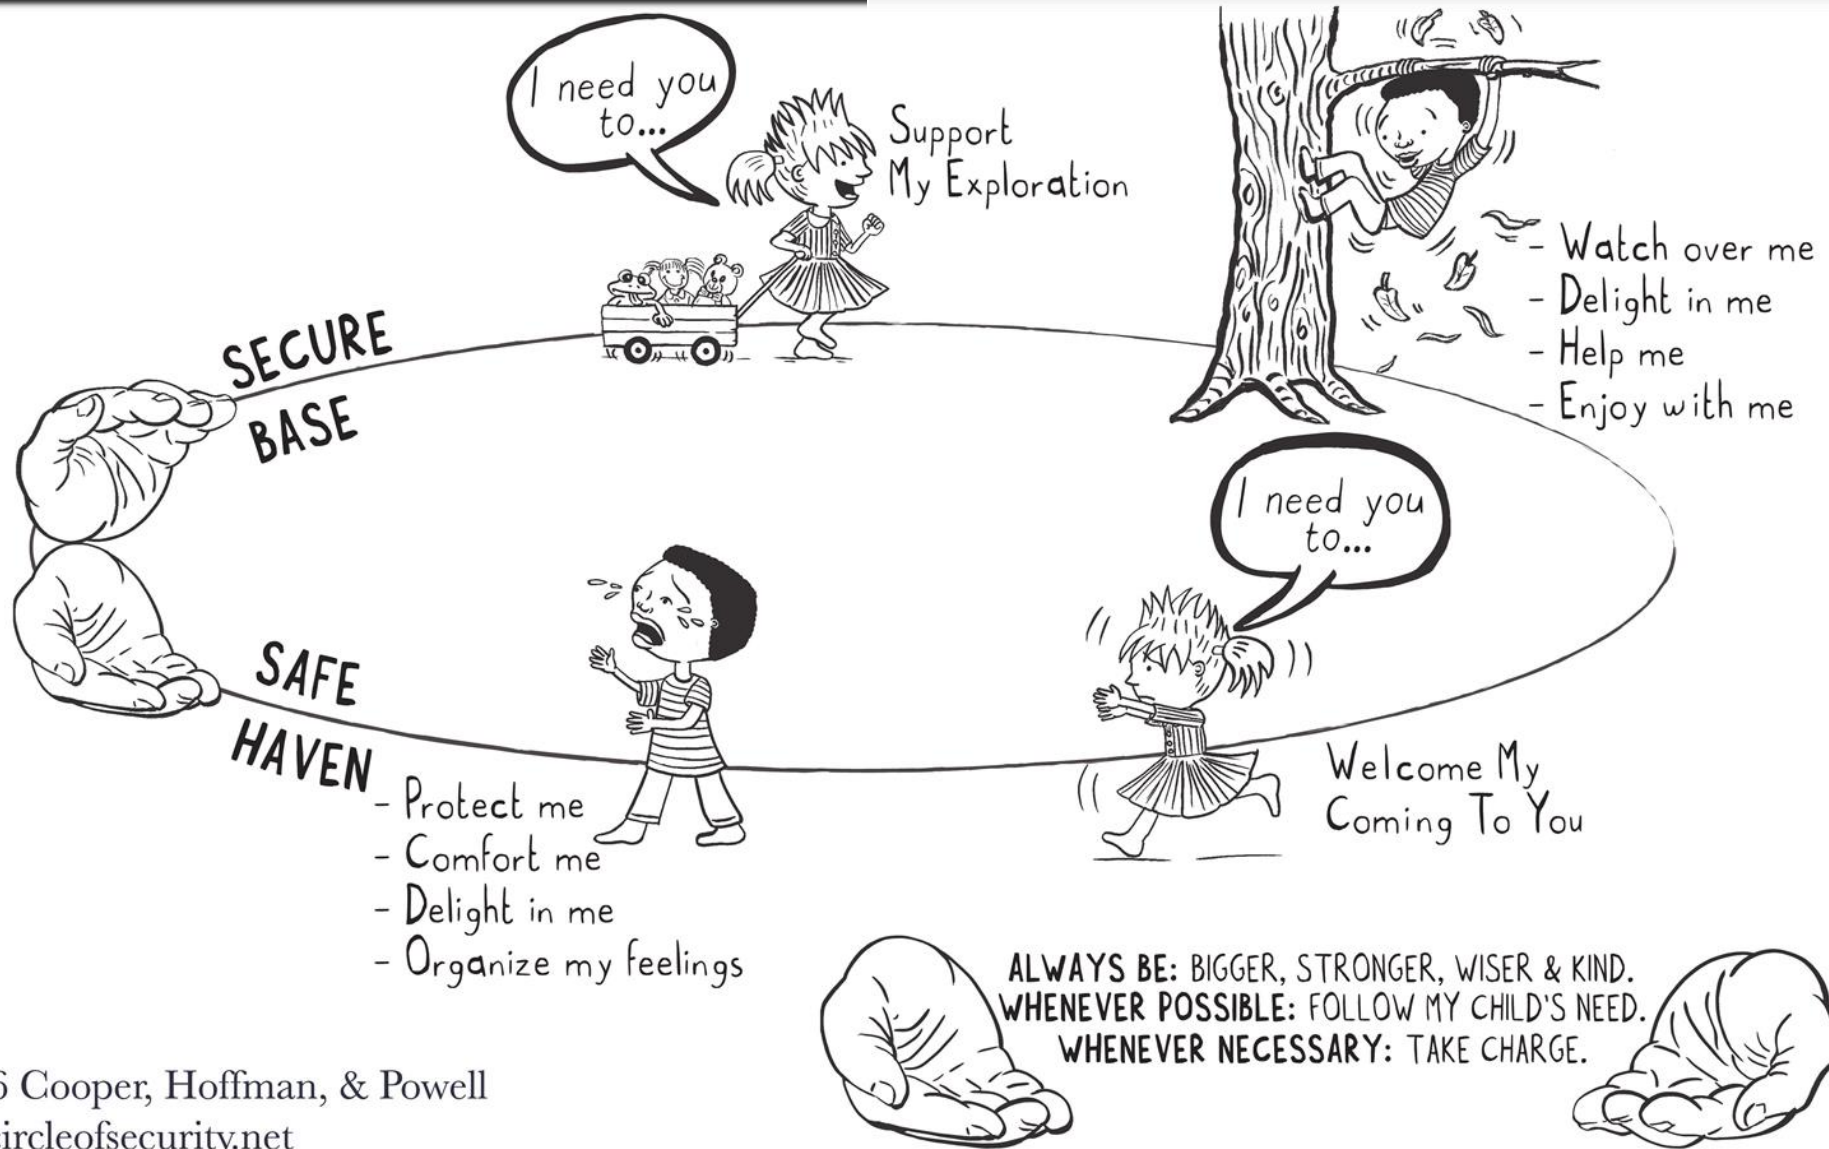 I need you
to...
Support
My Exploration
- Watch over me
- Delight in me
- Help me
- Enjoy with me
SECURE
BASE
I need you
to...
Welcome My
Coming To You
SAFE
HAVEN
- Protect me
- Comfort me
- Delight in me
- Organize my feelings
ALWAYS BE: BIGGER, STRONGER, WISER & KIND.
WHENEVER POSSIBLE: FOLLOW MY CHILD'S NEED.
WHENEVER NECESSARY: TAKE CHARGE.
Cooper, Hoffman, & Powell
circleofsecurity.net